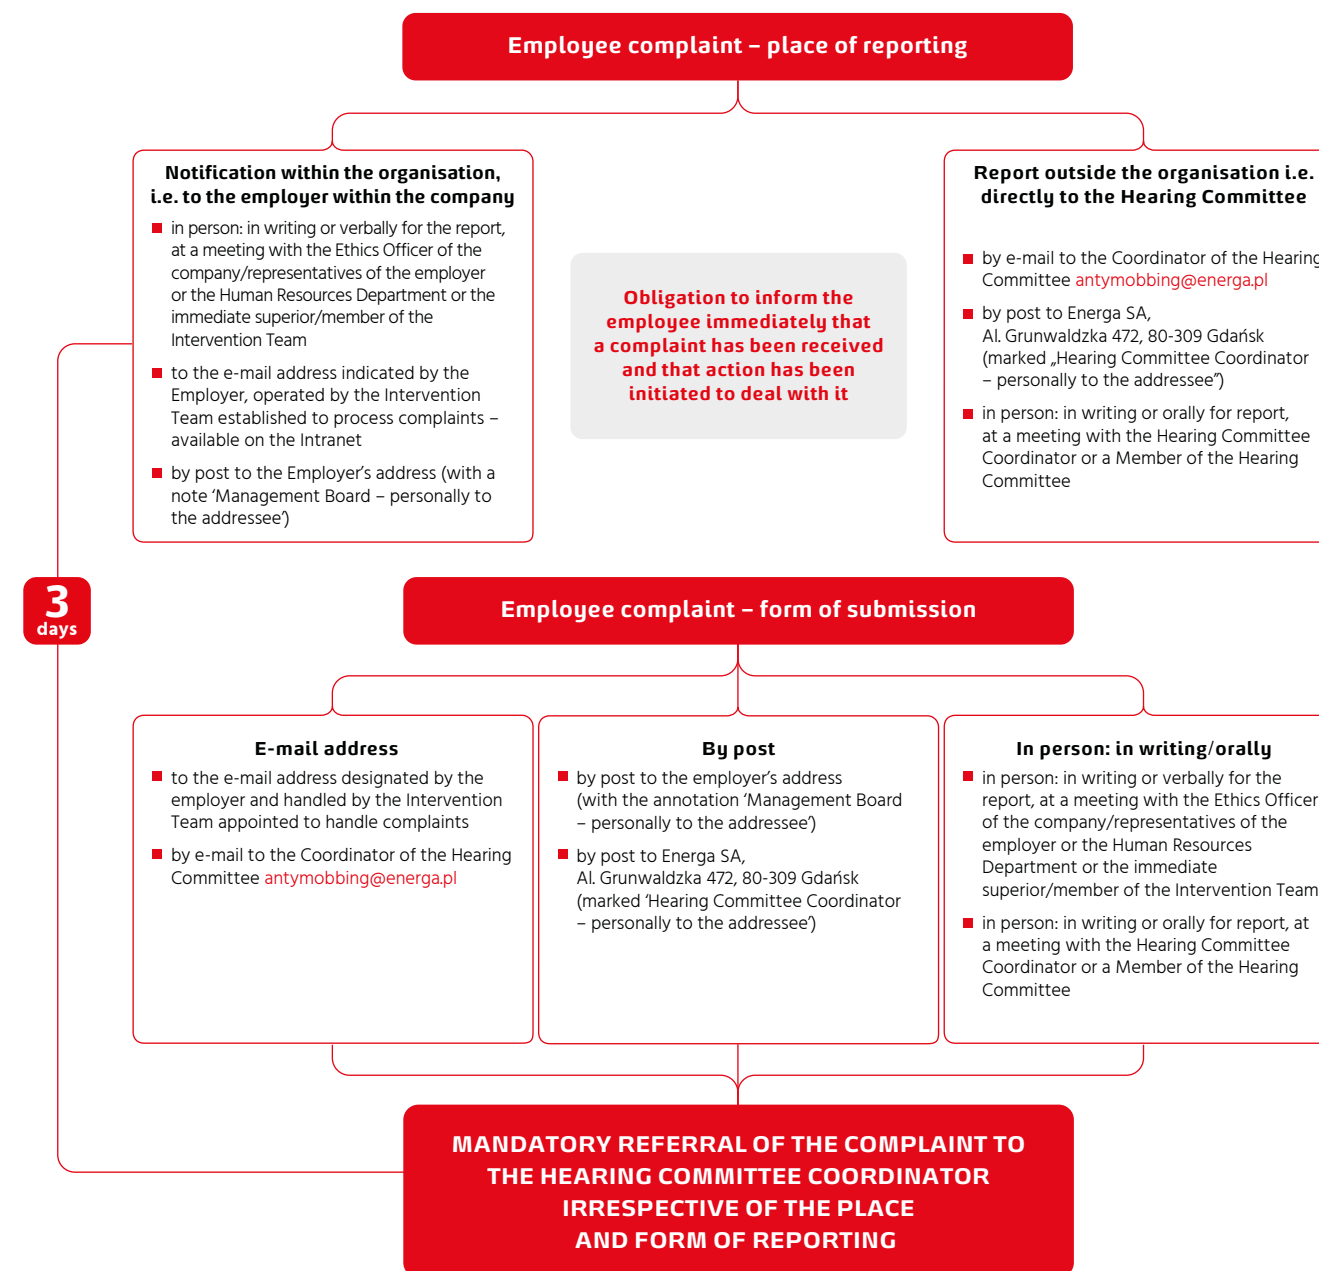 Employee complaint – place of reporting
Notification within the organisation,
i.e. to the employer within the company
in person: in writing or verbally for the report,
at a meeting with the Ethics Officer of the
company/representatives of the employer
or the Human Resources Department or the
immediate superior/member of the
Intervention Team
to the e-mail address indicated by the
Employer, operated by the Intervention
Team established to process complaints –
available on the Intranet
by post to the Employer's address (with a
note 'Management Board – personally to
the addressee')
Obligation to inform the
employee immediately that
a complaint has been received
and that action has been
initiated to deal with it
Report outside the organisation i.e.
directly to the Hearing Committee
by e-mail to the Coordinator of the Hearing
Committee antymobbing@energa.pl
by post to Energa SA,
Al. Grunwaldzka 472, 80-309 Gdańsk
(marked „Hearing Committee Coordinator
– personally to the addressee”)
in person: in writing or orally for report,
at a meeting with the Hearing Committee
Coordinator or a Member of the Hearing
Committee
3
days
Employee complaint – form of submission
E-mail address
to the e-mail address designated by the
employer and handled by the Intervention
Team appointed to handle complaints
by e-mail to the Coordinator of the Hearing
Committee antymobbing@energa.pl
By post
by post to the employer's address
(with the annotation 'Management Board
– personally to the addressee')
by post to Energa SA,
Al. Grunwaldzka 472, 80-309 Gdańsk
(marked 'Hearing Committee Coordinator
– personally to the addressee')
In person: in writing/orally
in person: in writing or verbally for the
report, at a meeting with the Ethics Officer
of the company/representatives of the
employer or the Human Resources
Department or the immediate
superior/member of the Intervention Team
in person: in writing or orally for report, at
a meeting with the Hearing Committee
Coordinator or a Member of the Hearing
Committee
MANDATORY REFERRAL OF THE COMPLAINT TO
THE HEARING COMMITTEE COORDINATOR
IRRESPECTIVE OF THE PLACE
AND FORM OF REPORTING